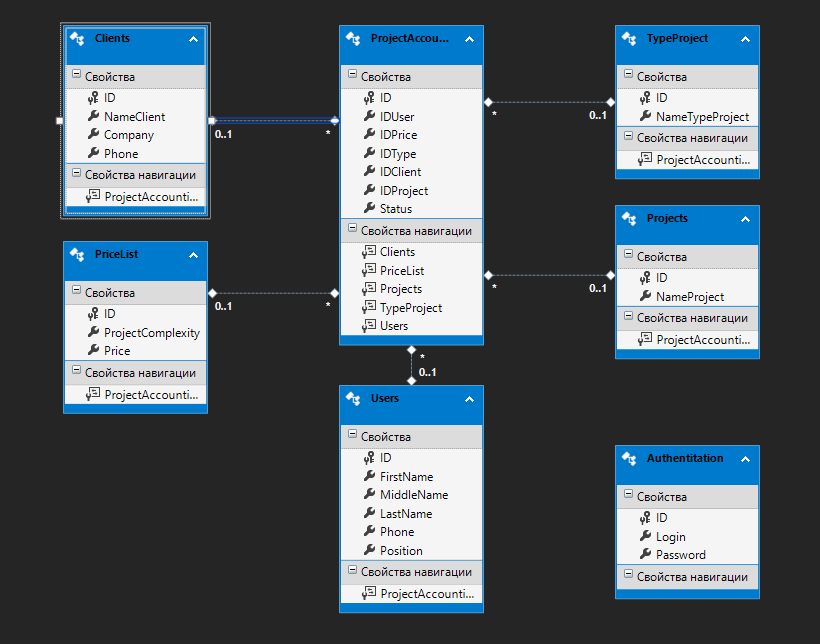 Clients
Свойства
ID
NameClient
Company
Phone
Свойства навигации
ProjectAccounti...
0..1
*
ProjectAccou...
Свойства
ID
IDUser
IDPrice
IDType
IDClient
IDProject
Status
Свойства навигации
Clients
PriceList
Projects
TypeProject
Users
*
0..1
TypeProject
Свойства
ID
NameTypeProject
Свойства навигации
ProjectAccounti...
*
0..1
Projects
Свойства
ID
NameProject
Свойства навигации
ProjectAccounti...
PriceList
Свойства
ID
ProjectComplexity
Price
Свойства навигации
ProjectAccounti...
0..1
*
*
0..1
Users
Свойства
ID
FirstName
MiddleName
LastName
Phone
Position
Свойства навигации
ProjectAccounti...
Authentitation
Свойства
ID
Login
Password
Свойства навигации